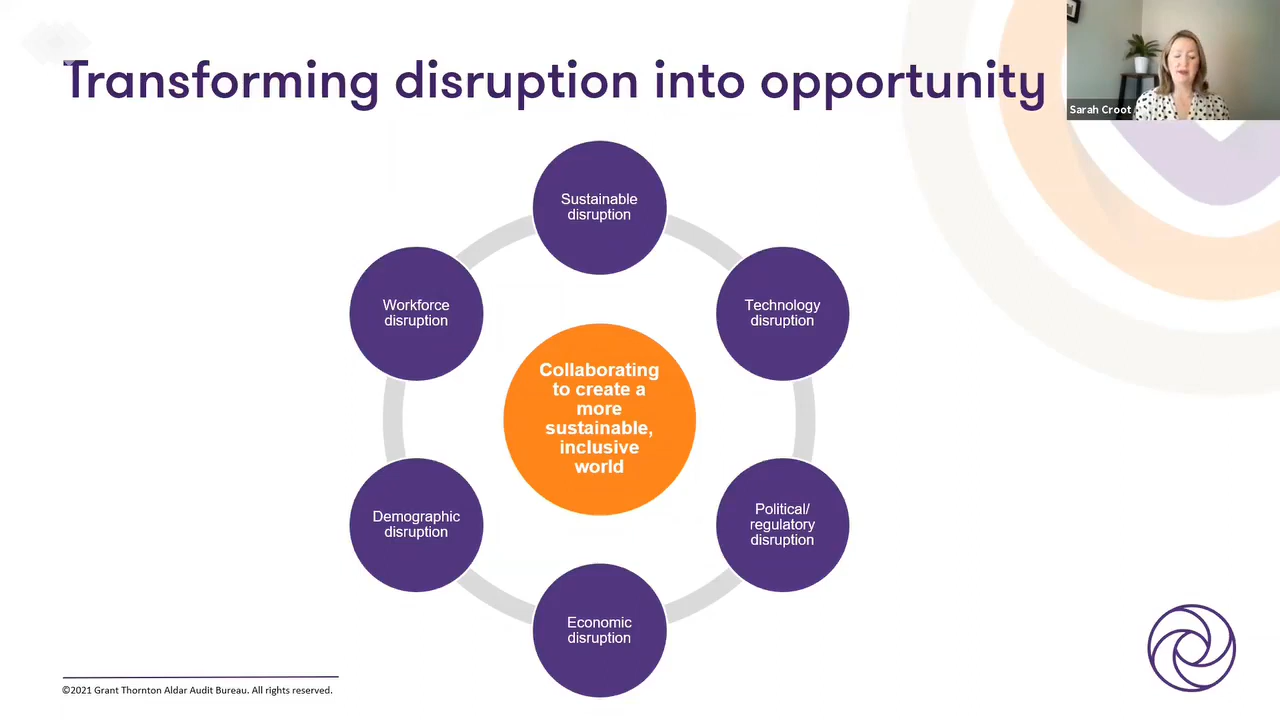 Transforming disruption into opportunity
Sarah Croot
Sustainable
disruption
Workforce
disruption
Technology
disruption
Collaborating
to create a
more
sustainable,
inclusive
world
Demographic
disruption
Political/
regulatory
disruption
Economic
disruption
©2021 Grant Thornton Aldar Audit Bureau. All rights reserved.